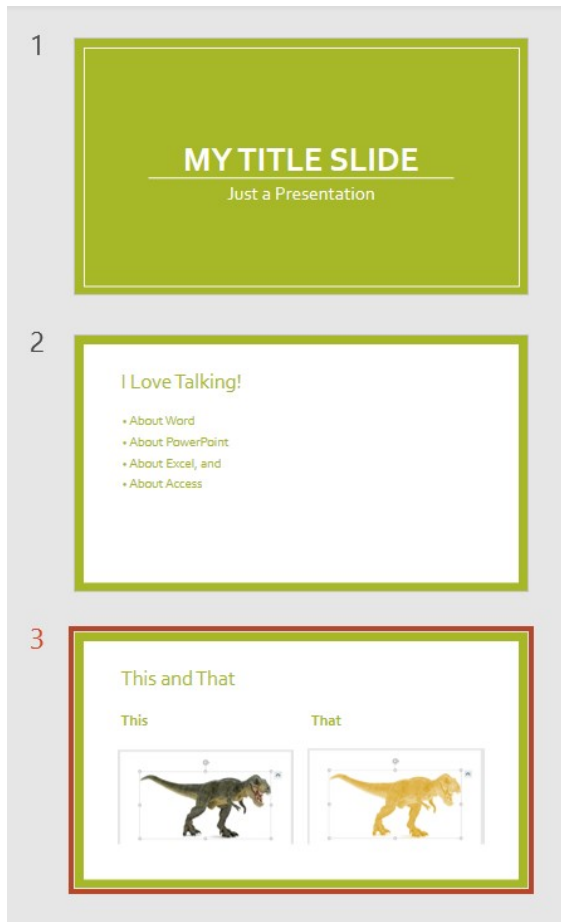 1
MY TITLE SLIDE
Just a Presentation
2
I Love Talking!
• About Word
• About PowerPoint
• About Excel, and
• About Access
3
This and That
This That